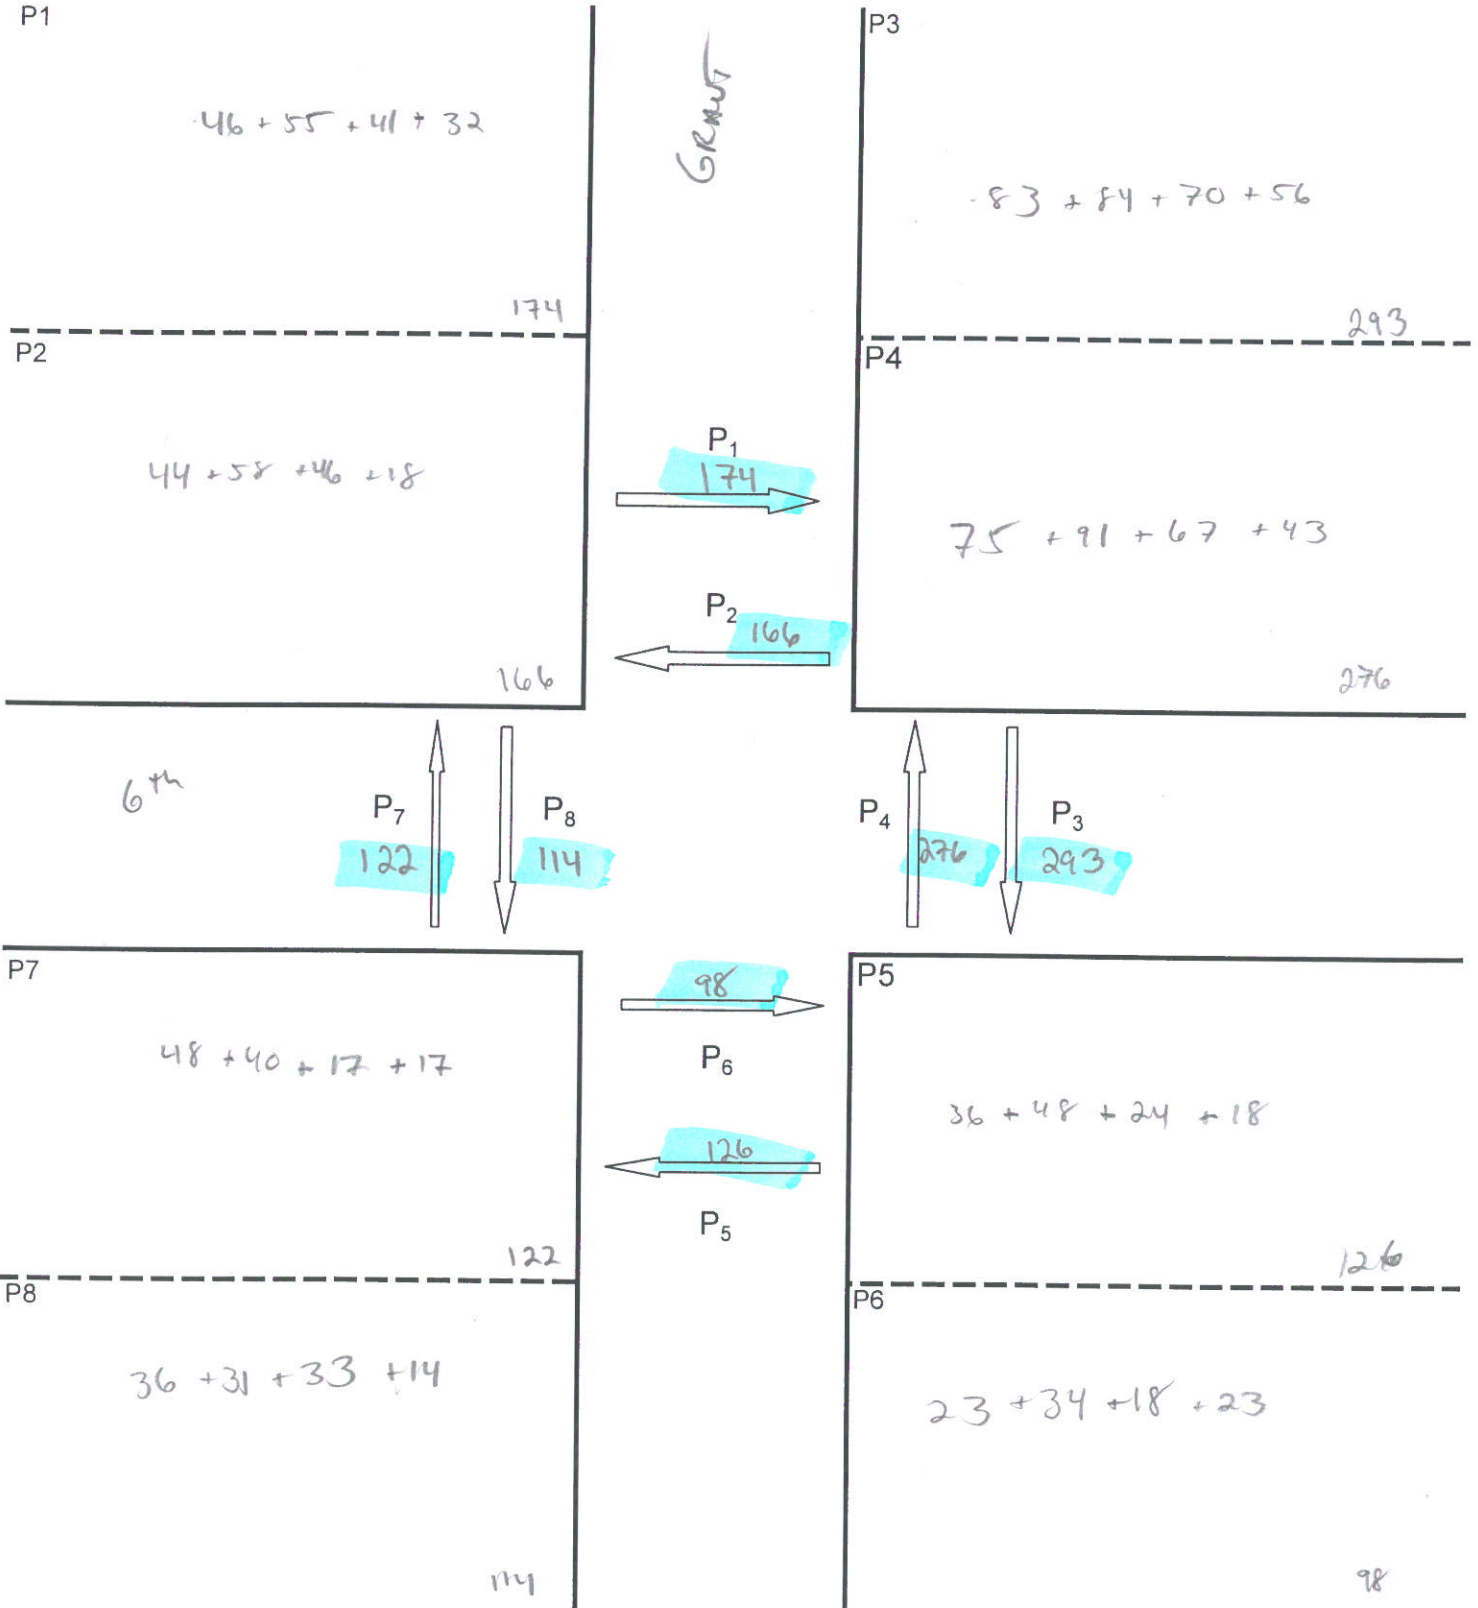 P1
46 + 55 + 41 + 32
174
P2
44 + 58 + 46 + 18
166
GRANT
P3
83 + 84 + 70 + 56
293
P4
75 + 91 + 67 + 43
276
P1
174
P2
166
6th
P7
122
P8
114
P4
276
P3
293
98
P6
126
P5
P7
48 + 40 + 17 + 17
122
P8
36 + 31 + 33 + 14
114
P5
36 + 48 + 24 + 18
126
P6
23 + 34 + 18 + 23
98